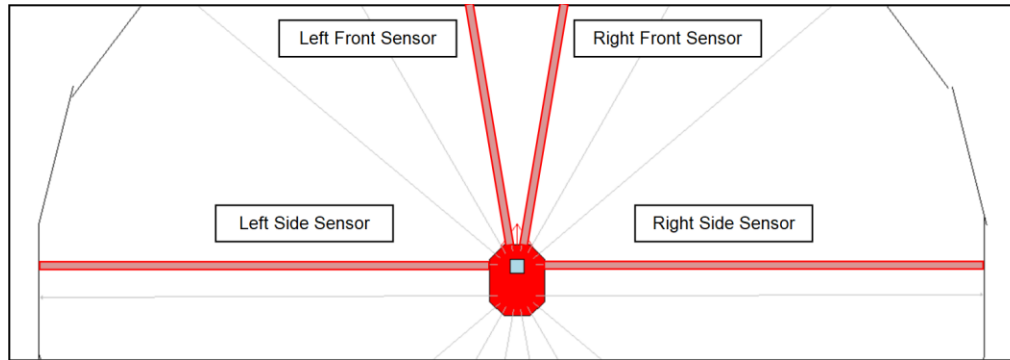 Left Front Sensor
Right Front Sensor
Left Side Sensor
Right Side Sensor